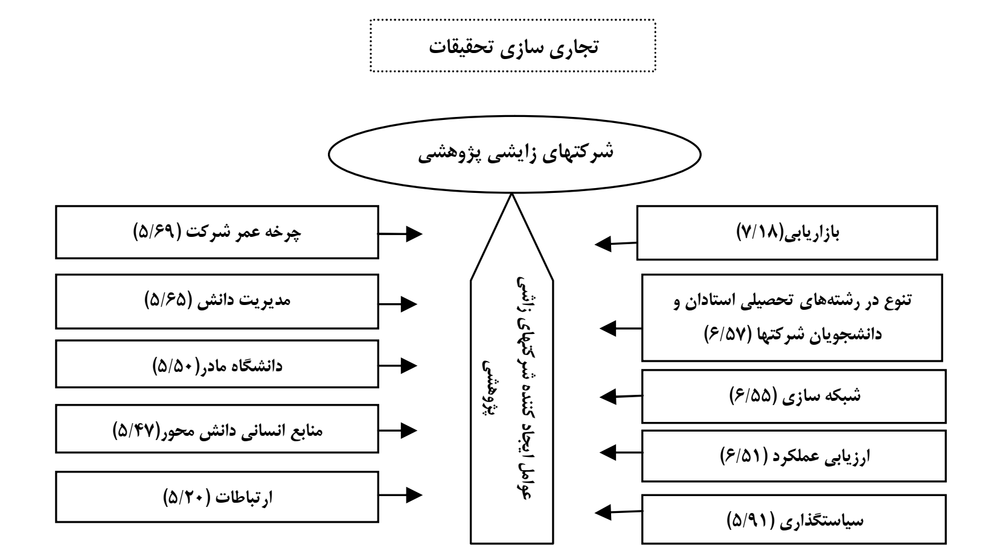 تجاری سازی تحقیقات
شرکتهای زایشی پژوهشی
بازاریابی(۷/۱۸)
تنوع در رشته‌های تحصیلی استادان و
دانشجویان شرکتها (۶/۵۷)
شبکه سازی (۶/۵۵)
ارزیابی عملکرد (۶/۵۱)
سیاستگذاری (۵/۹۱)
عوامل ایجاد کننده شرکتهای زاشی
پژوهشی
چرخه عمر شرکت (۵/۶۹)
مدیریت دانش (۵/۶۵)
دانشگاه مادر(۵/۵۰)
منابع انسانی دانش محور(۵/۴۷)
ارتباطات (۵/۲۰)